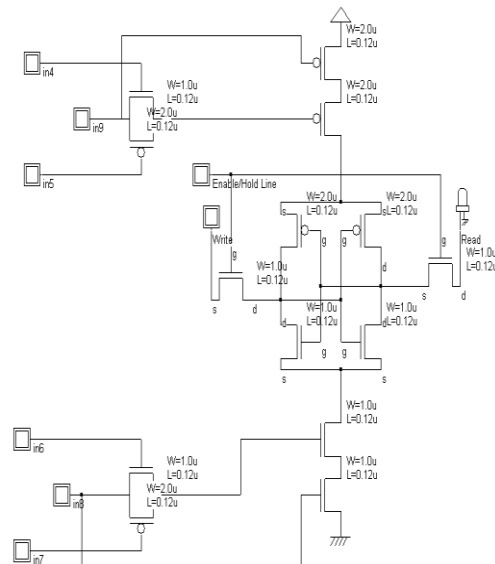 W=2.0u
L=0.12u
in4
W=1.0u
L=0.12u
in9
W=2.0u
L=0.12u
W=2.0u
L=0.12u
in5
Enable/Hold Line
W=2.0u
L=0.12u
W=2.0u
L=0.12u
s
s
Write
g
g
g
g
Read
W=1.0u
L=0.12u
W=1.0u
L=0.12u
d
s
d
s
d
W=1.0u
L=0.12u
W=1.0u
L=0.12u
d
d
g
g
s
s
W=1.0u
L=0.12u
in6
W=1.0u
L=0.12u
W=1.0u
L=0.12u
in8
W=2.0u
L=0.12u
in7